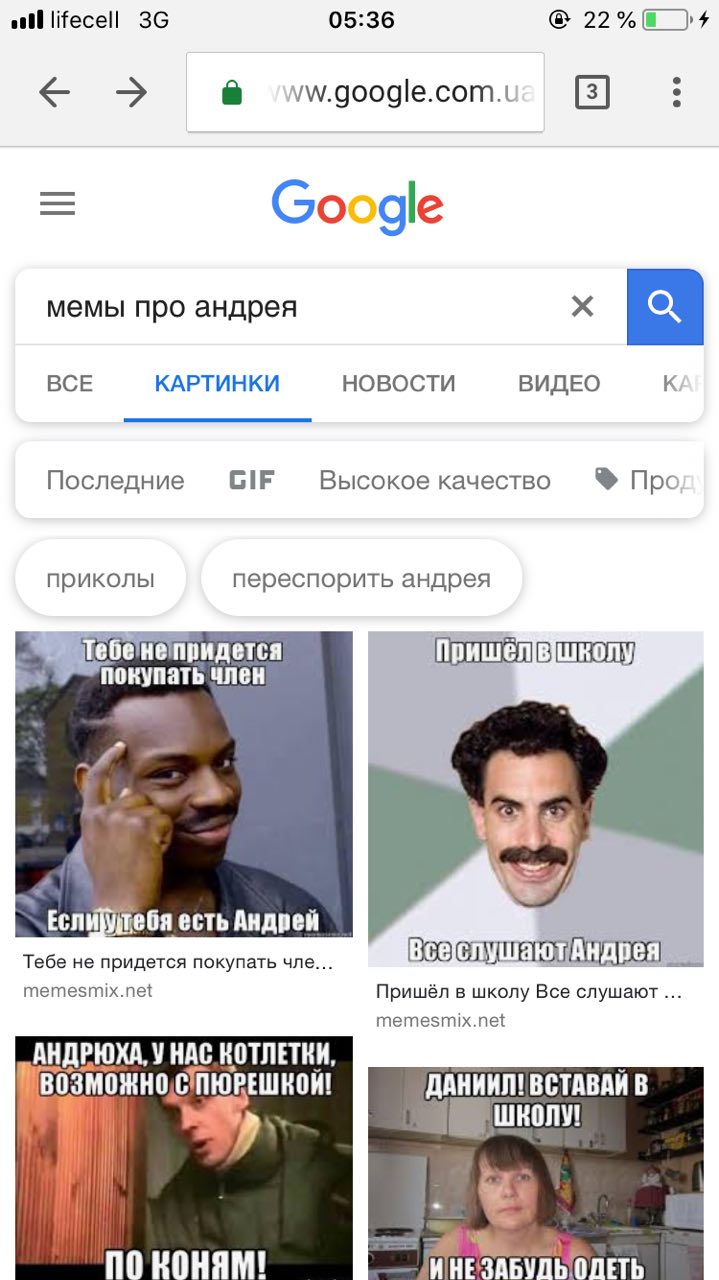 lifecell 3G 05:36 22 %
www.google.com.ua
3
Google
мемы про андрея
ВСЕ КАРТИНКИ НОВОСТИ ВИДЕО КАР
Последние GIF Высокое качество Проду
приколы переспорить андрея
Тебе не придется
покупать член
Если у тебя есть Андрей
Тебе не придется покупать чле...
memesmix.net
Пришёл в школу
Все слушают Андрея
Пришёл в школу Все слушают ...
memesmix.net
АНДРЮХА, У НАС КОТЛЕТКИ,
ВОЗМОЖНО С ПЮРЕШКОЙ!
ПО КОНЯМ!
ДАНИИЛ! ВСТАВАЙ В
ШКОЛУ!
И НЕ ЗАБУДЬ ОДЕТЬ